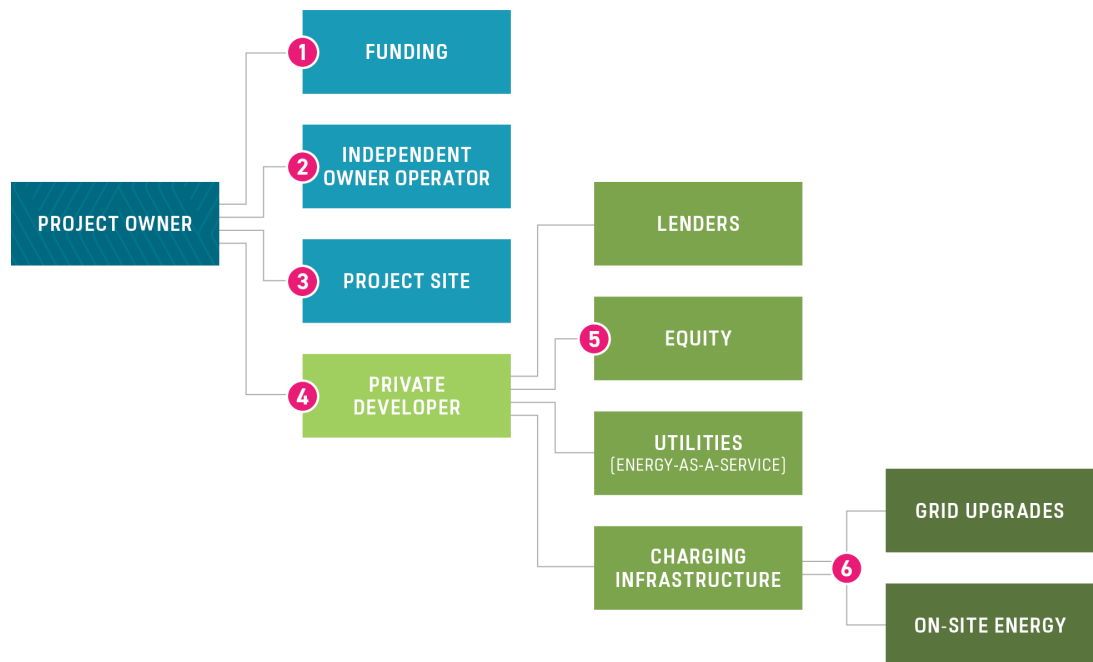 1
FUNDING
2
INDEPENDENT
OWNER OPERATOR
PROJECT OWNER
3
PROJECT SITE
4
PRIVATE
DEVELOPER
LENDERS
5
EQUITY
UTILITIES
(ENERGY-AS-A-SERVICE)
CHARGING
INFRASTRUCTURE
6
GRID UPGRADES
ON-SITE ENERGY